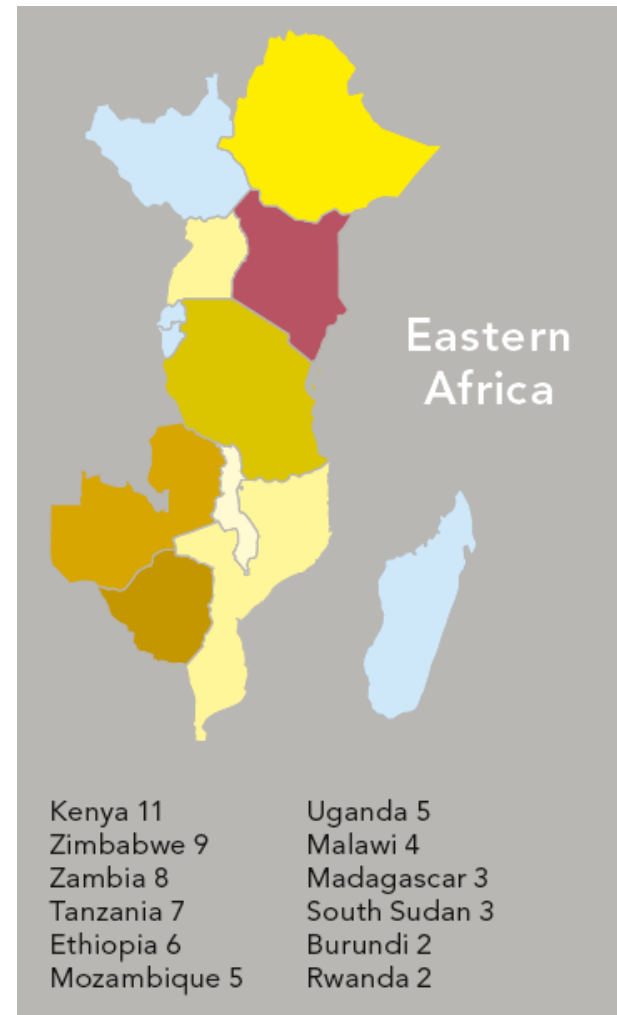 Eastern
Africa
Kenya 11
Zimbabwe 9
Zambia 8
Tanzania 7
Ethiopia 6
Mozambique 5
Uganda 5
Malawi 4
Madagascar 3
South Sudan 3
Burundi 2
Rwanda 2